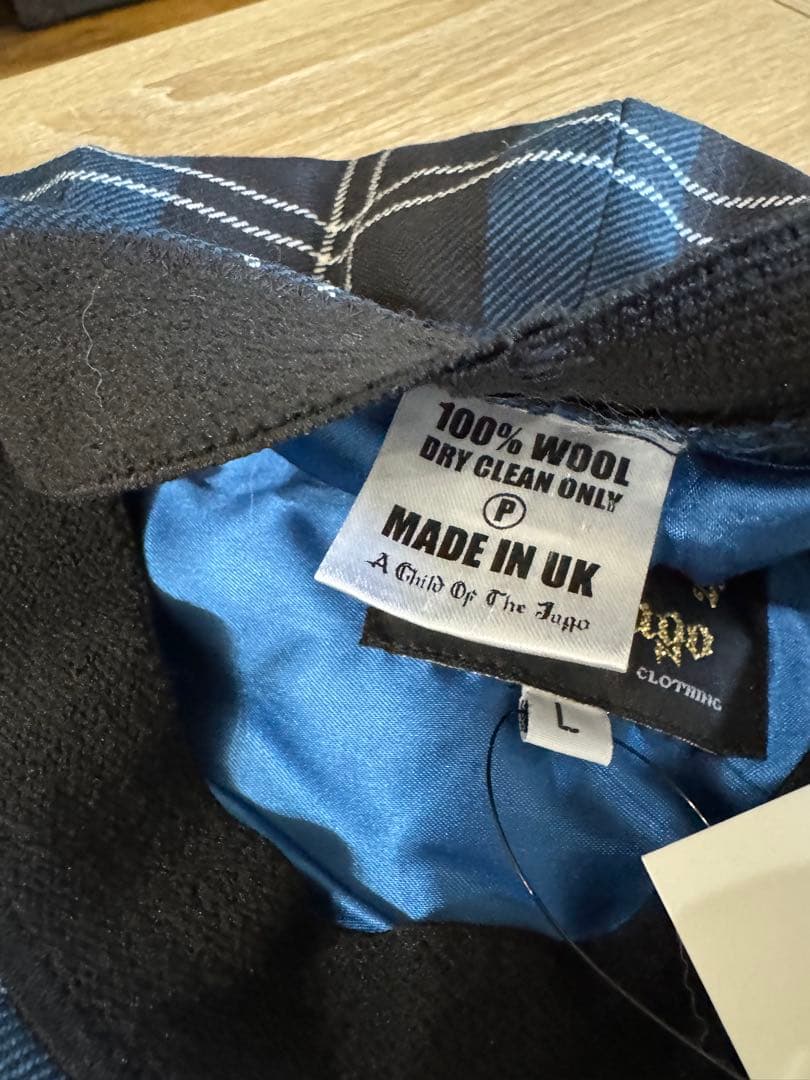 100% WOOL
DRY CLEAN ONLY
P
MADE IN UK
A Child Of The Jago
CLOTHING
L